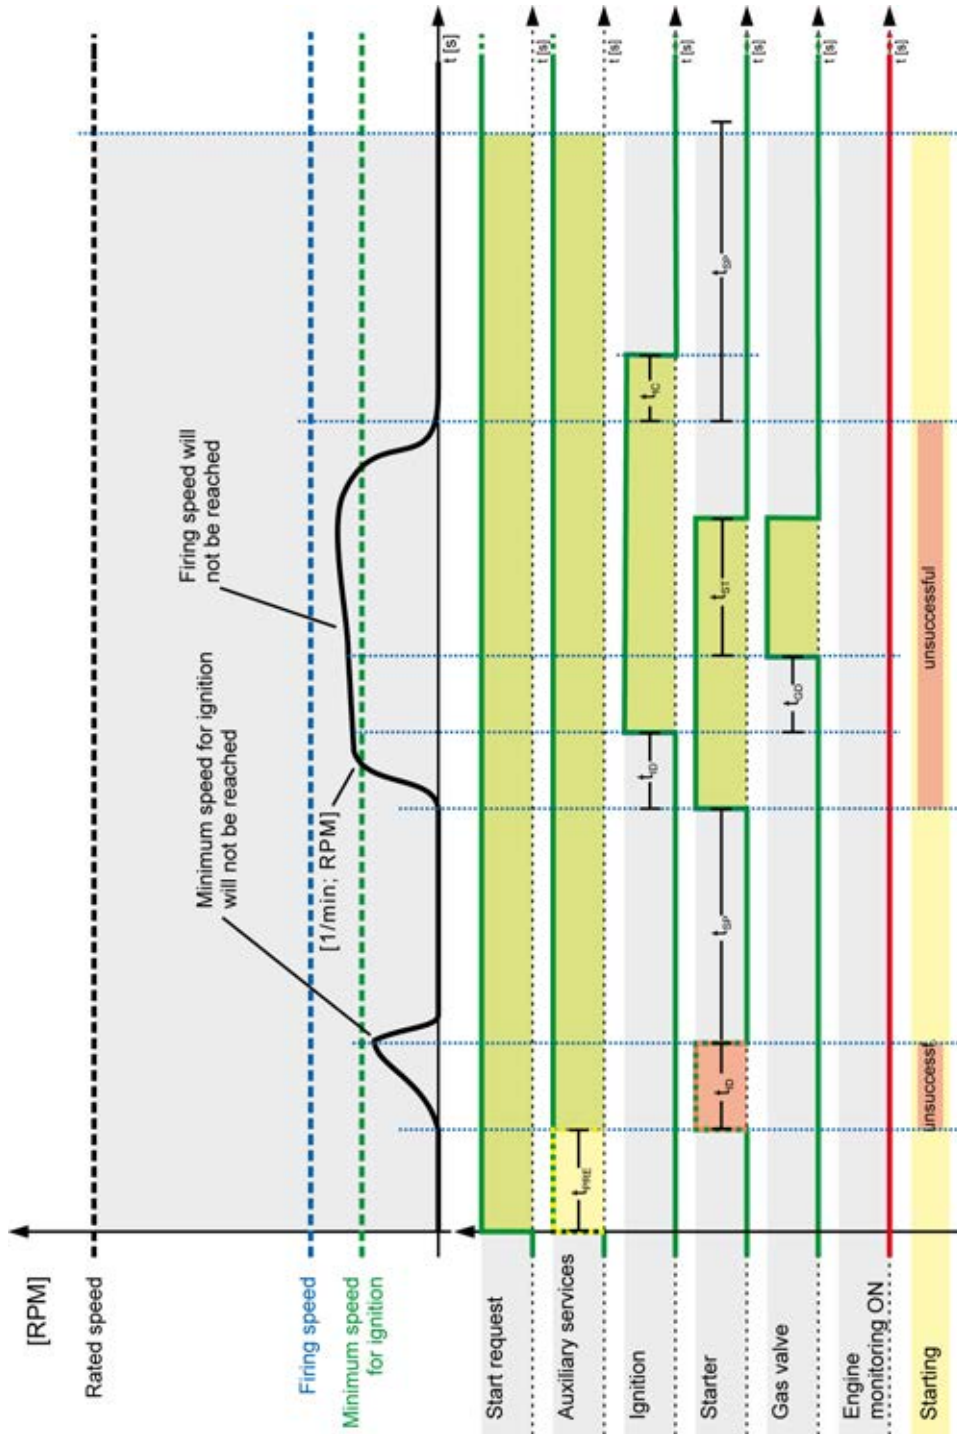 [RPM]
Rated speed
Firing speed
Minimum speed
for ignition
Minimum speed for ignition
will not be reached
Firing speed will
not be reached
[1/min; RPM]
t [s]
Start request
t [s]
Auxiliary services
tPRE
t [s]
Ignition
tID
tIC
t [s]
Starter
tID
tSP
tST
tSP
t [s]
Gas valve
tGD
t [s]
Engine
monitoring ON
t [s]
Starting
unsuccessf.
unsuccessful